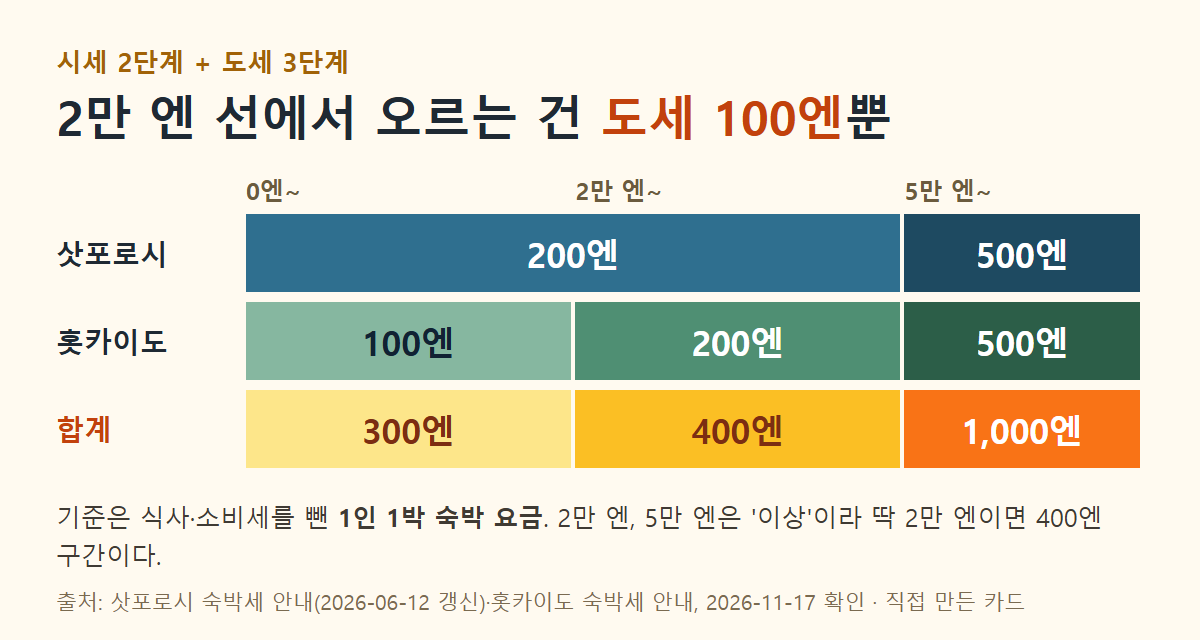 시세 2단계 + 도세 3단계
2만 엔 선에서 오르는 건 도세 100엔뿐
0엔~ 2만 엔~ 5만 엔~
삿포로시 200엔 500엔
홋카이도 100엔 200엔 500엔
합계 300엔 400엔 1,000엔
기준은 식사·소비세를 뺀 1인 1박 숙박 요금. 2만 엔, 5만 엔은 '이상'이라 딱 2만 엔이면 400엔
구간이다.
출처: 삿포로시 숙박세 안내(2026-06-12 갱신)·홋카이도 숙박세 안내, 2026-11-17 확인 · 직접 만든 카드